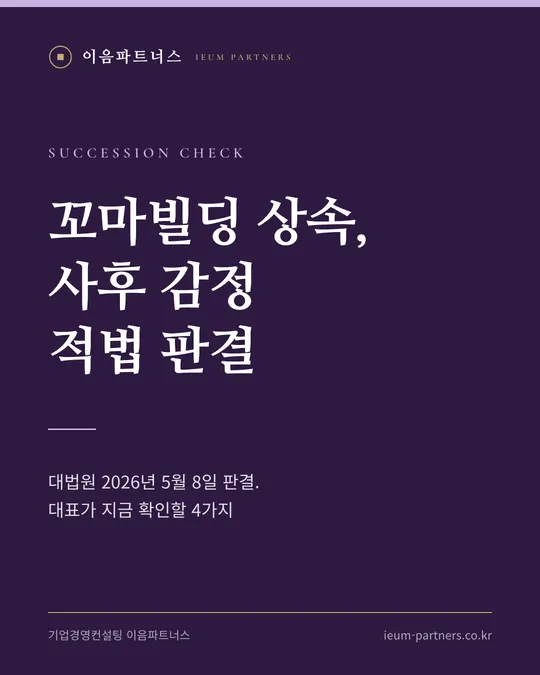 이음파트너스 IEUM PARTNERS
SUCCESSION CHECK
꼬마빌딩 상속,
사후 감정
적법 판결
대법원 2026년 5월 8일 판결.
대표가 지금 확인할 4가지
기업경영컨설팅 이음파트너스 ieum-partners.co.kr